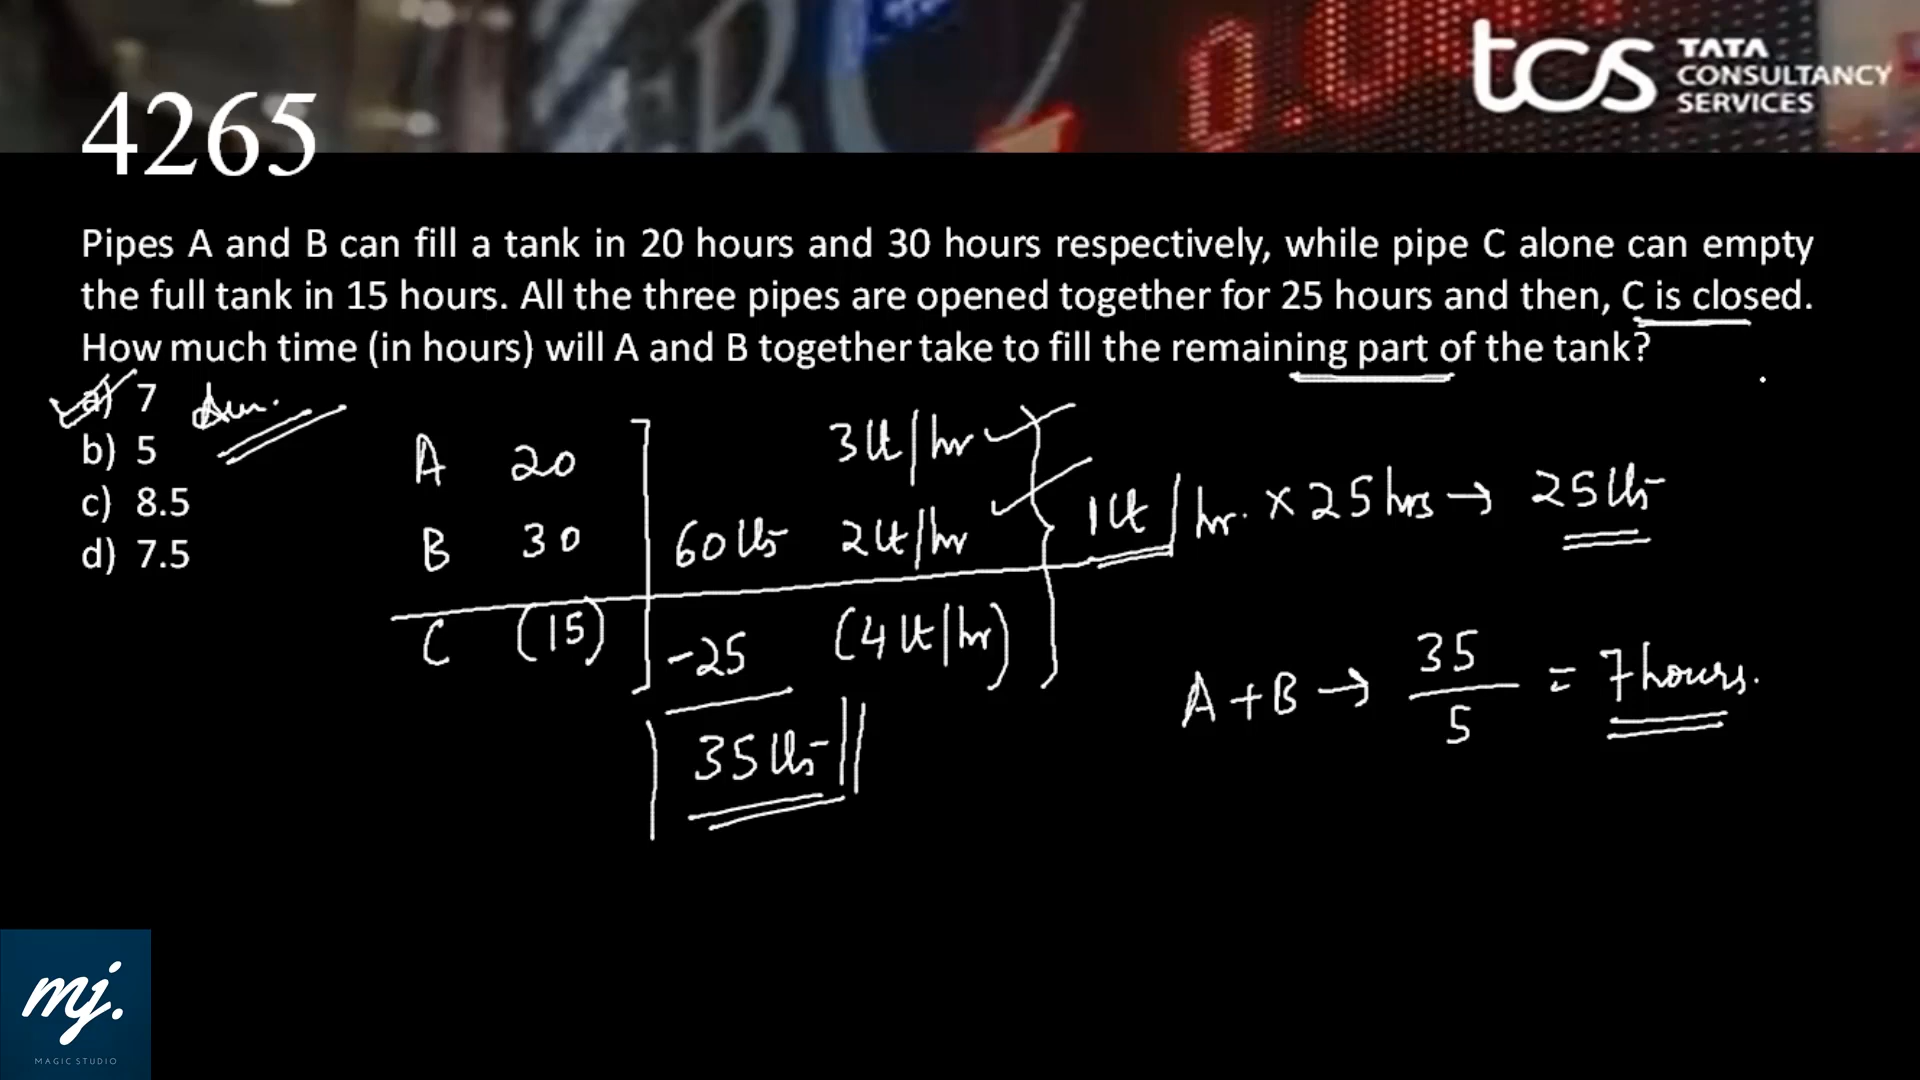 tcs TATA
CONSULTANCY
SERVICES
4265
Pipes A and B can fill a tank in 20 hours and 30 hours respectively, while pipe C alone can empty
the full tank in 15 hours. All the three pipes are opened together for 25 hours and then, C is closed.
How much time (in hours) will A and B together take to fill the remaining part of the tank?
a) 7 Ans.
b) 5
c) 8.5
d) 7.5
A 20 3lt/hr
B 30 60lts 2lt/hr 1lt/hr. × 25hrs → 25lts
C (15) -25 (4lt/hr)
35lts
A+B → 35/5 = 7hours.
mj.
MAGIC STUDIO